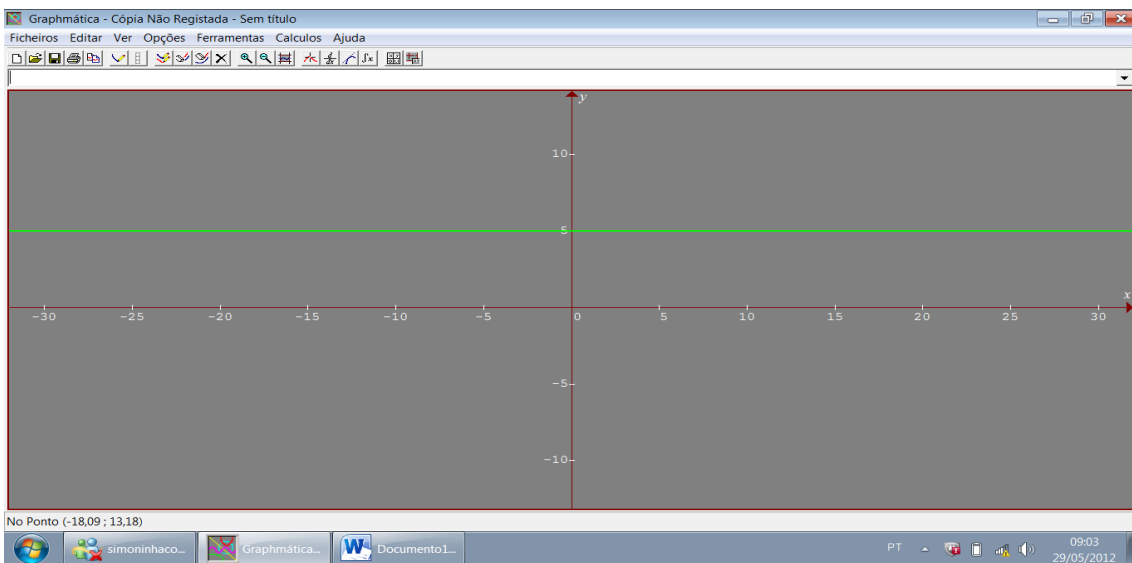 Graphmática - Cópia Não Registada - Sem título
Ficheiros Editar Ver Opções Ferramentas Calculos Ajuda
y
10
5
x
-30 -25 -20 -15 -10 -5 0 5 10 15 20 25 30
-5
-10
No Ponto (-18,09 ; 13,18)
simoninhaco... Graphmática... Documento1... PT 09:03
29/05/2012